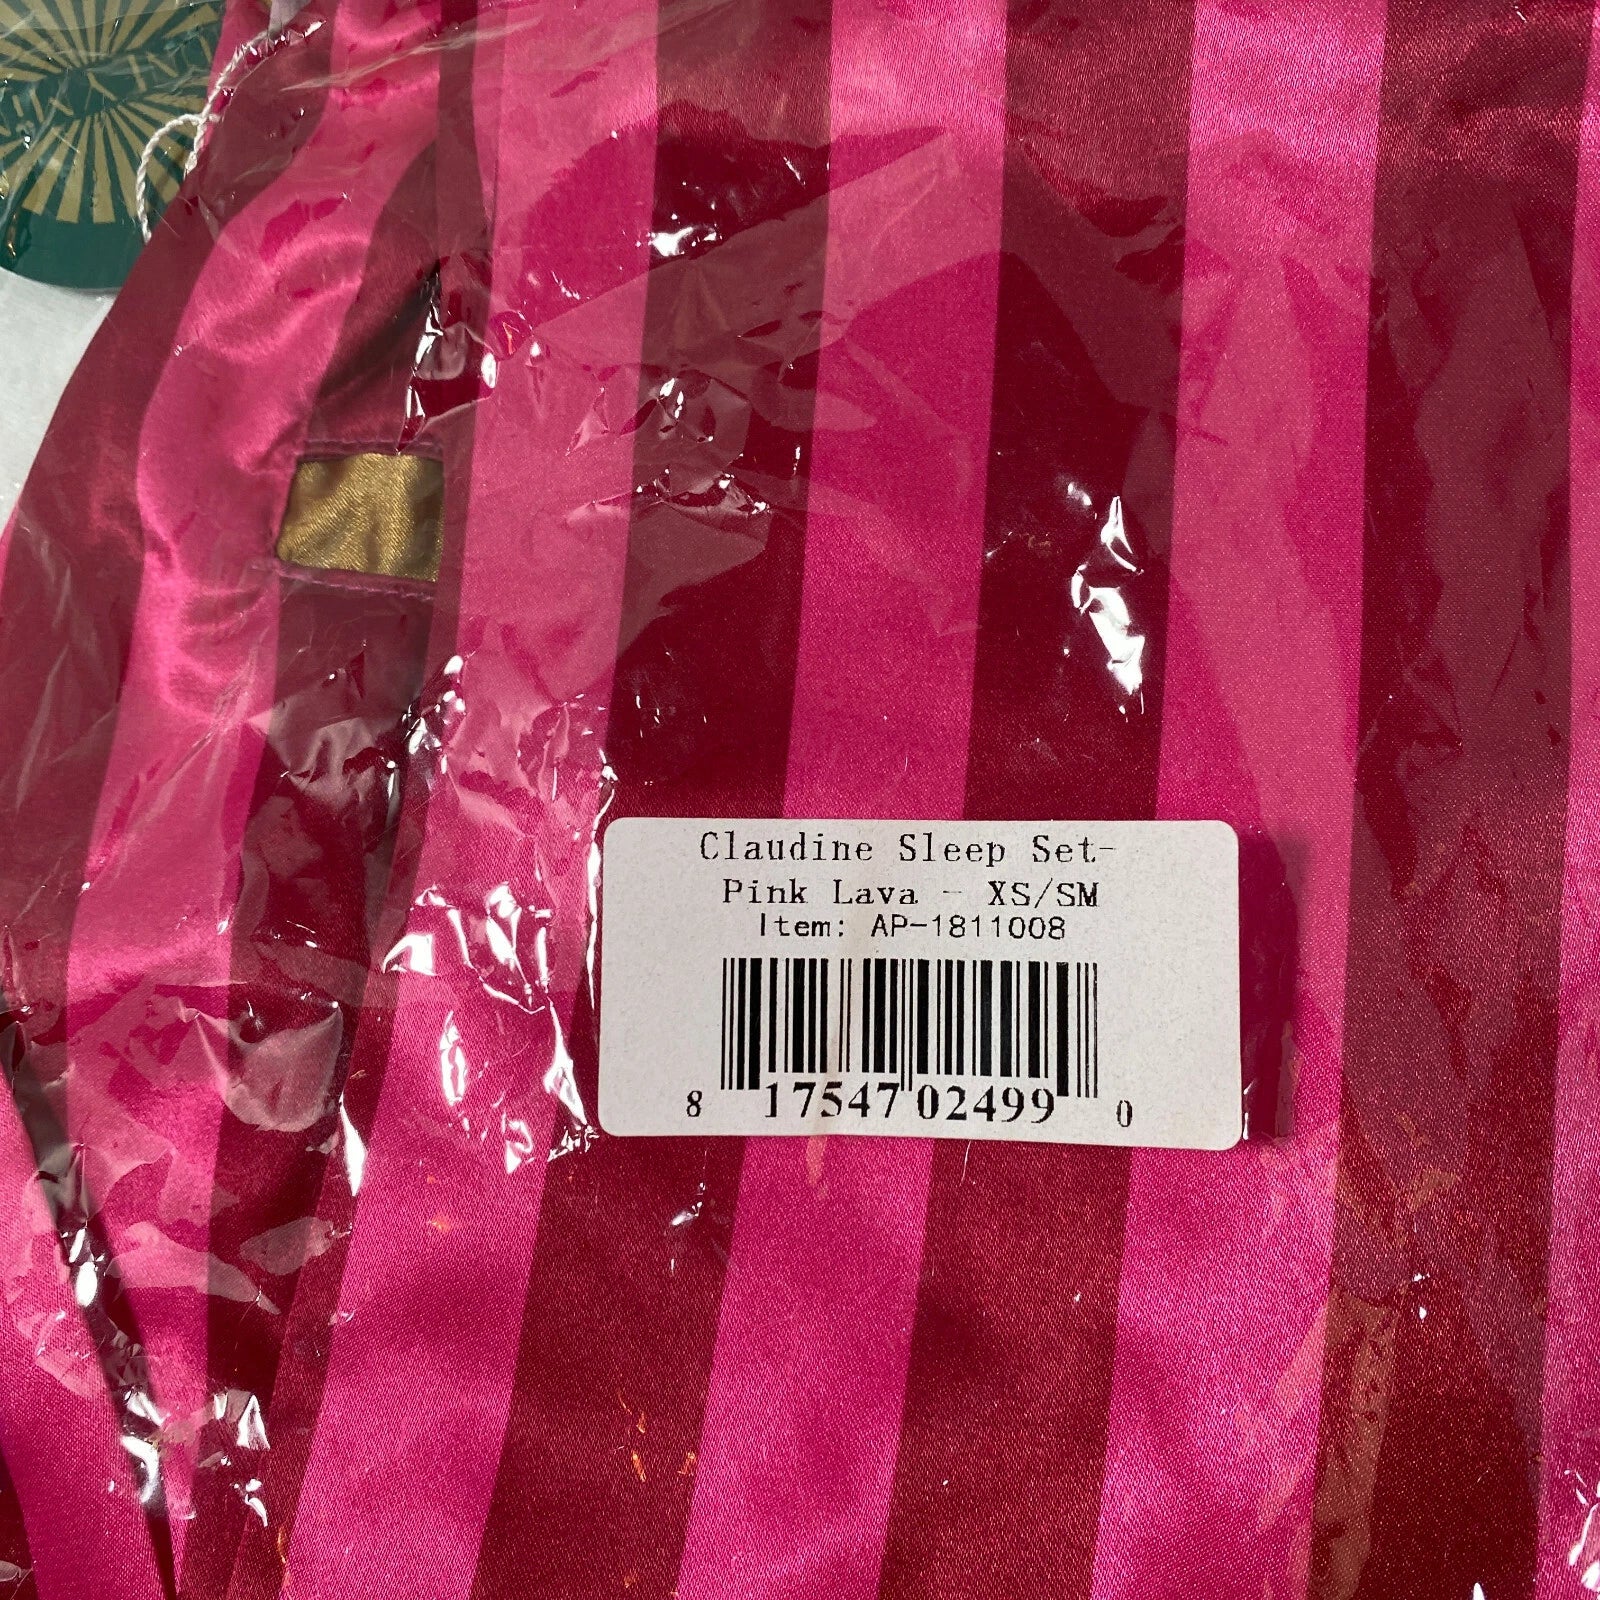 Claudine Sleep Set-
Pink Lava - XS/SM
Item: AP-1811008
8 17547 02499 0